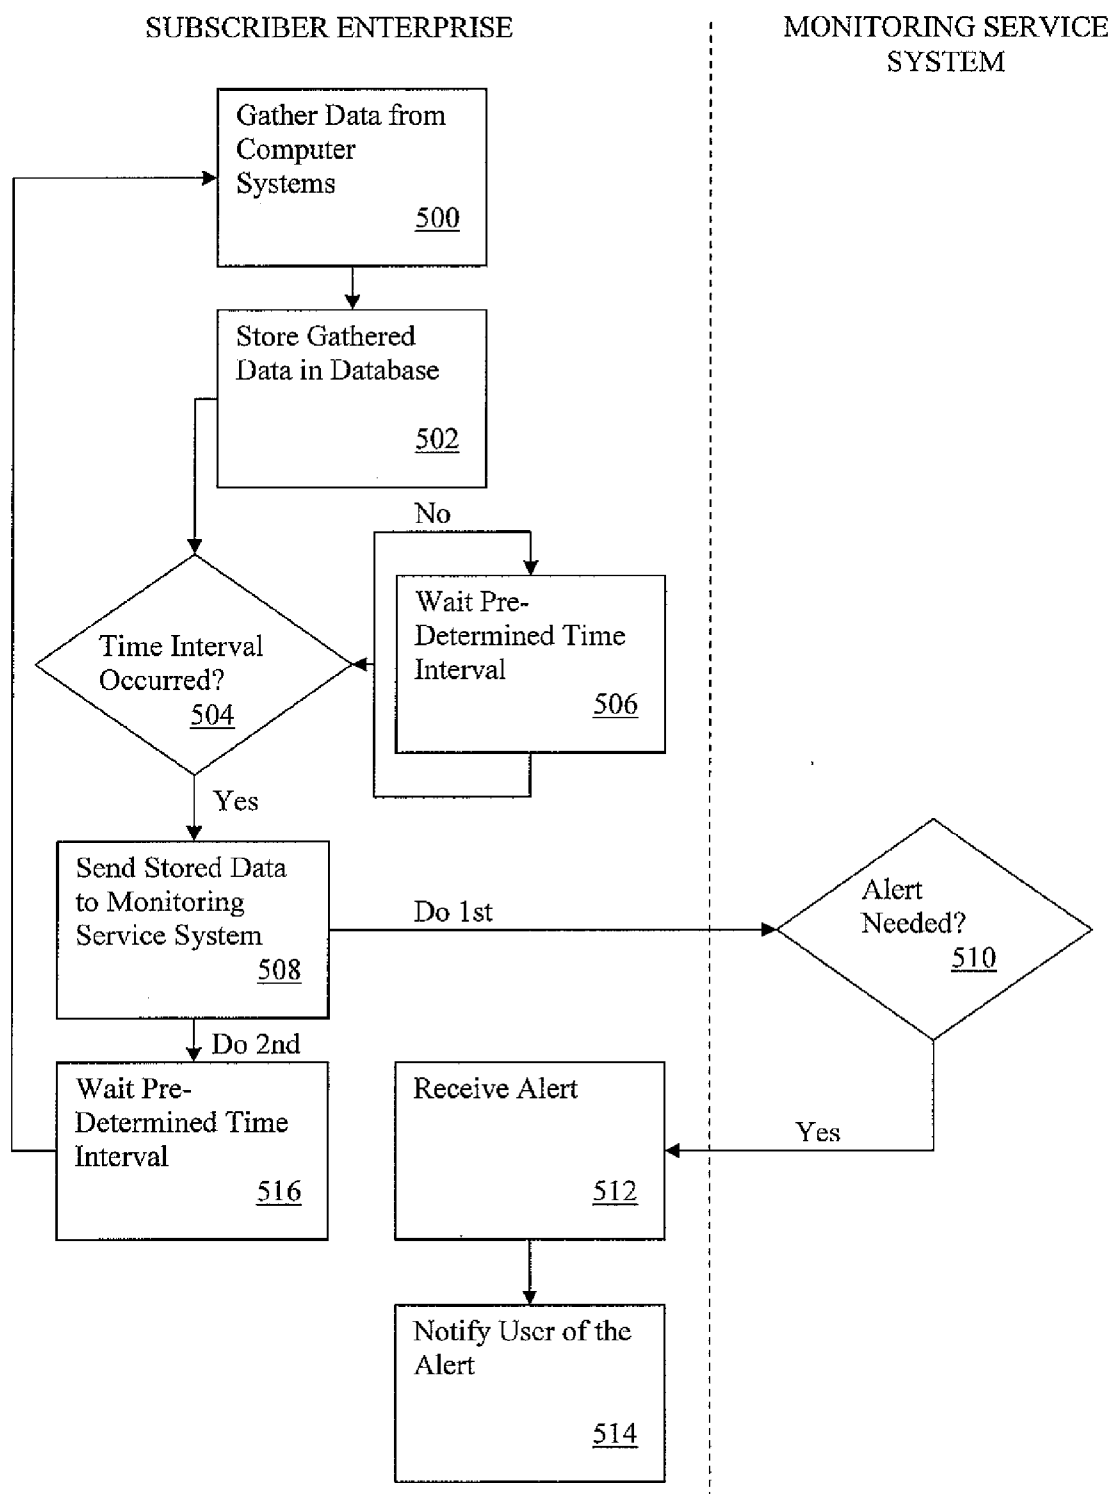 SUBSCRIBER ENTERPRISE
MONITORING SERVICE
SYSTEM
Gather Data from
Computer
Systems
500
Store Gathered
Data in Database
502
No
Wait Pre-
Determined Time
Interval
506
Time Interval
Occurred?
504
Yes
Send Stored Data
to Monitoring
Service System
508
Do 1st
Alert
Needed?
510
Do 2nd
Wait Pre-
Determined Time
Interval
516
Receive Alert
512
Yes
Notify User of the
Alert
514